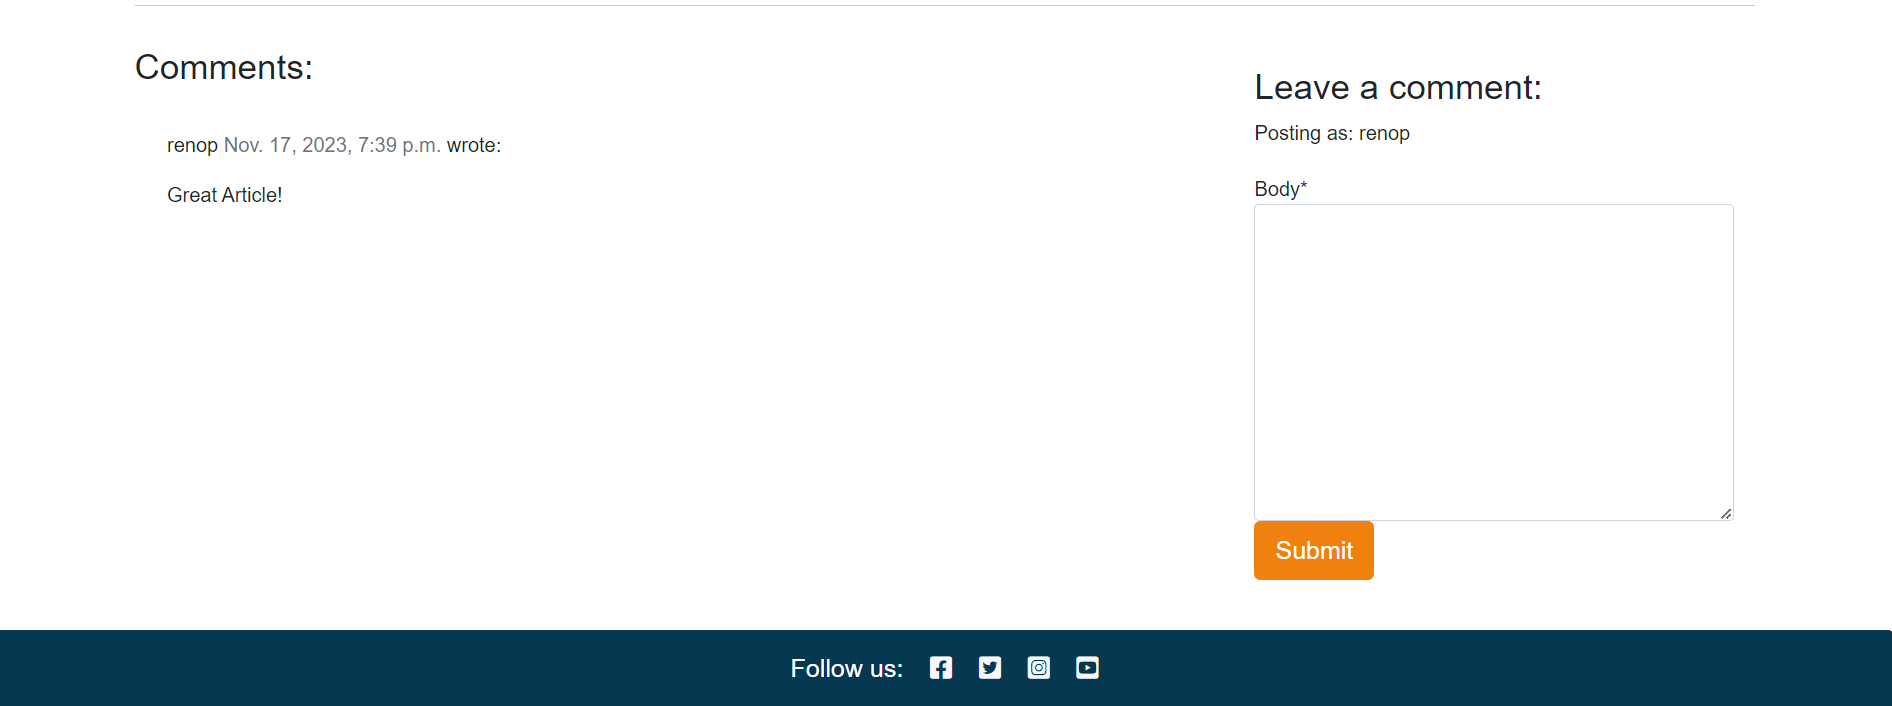 Comments:
renop Nov. 17, 2023, 7:39 p.m. wrote:
Great Article!
Leave a comment:
Posting as: renop
Body*
Submit
Follow us: